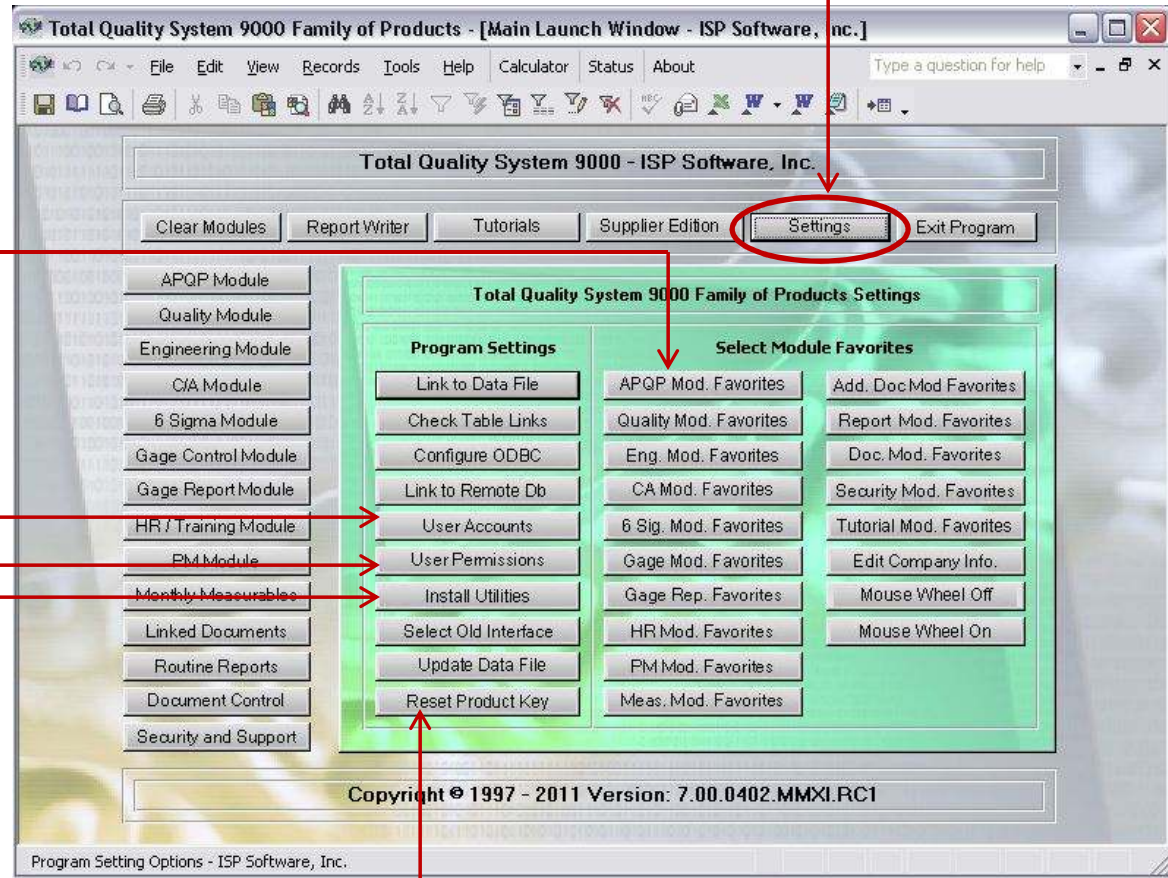 Total Quality System 9000 Family of Products - [Main Launch Window - ISP Software, Inc.]
File Edit View Records Tools Help Calculator Status About Type a question for help
Total Quality System 9000 - ISP Software, Inc.
Clear Modules Report Writer Tutorials Supplier Edition Settings Exit Program
APQP Module
Quality Module
Engineering Module
C/A Module
6 Sigma Module
Gage Control Module
Gage Report Module
HR / Training Module
PM Module
Monthly Measurables
Linked Documents
Routine Reports
Document Control
Security and Support
Total Quality System 9000 Family of Products Settings
Program Settings
Link to Data File
Check Table Links
Configure ODBC
Link to Remote Db
User Accounts
User Permissions
Install Utilities
Select Old Interface
Update Data File
Reset Product Key
Select Module Favorites
APQP Mod. Favorites
Quality Mod. Favorites
Eng. Mod. Favorites
CA Mod. Favorites
6 Sig. Mod. Favorites
Gage Mod. Favorites
Gage Rep. Favorites
HR Mod. Favorites
PM Mod. Favorites
Meas. Mod. Favorites
Add. Doc Mod Favorites
Report Mod. Favorites
Doc. Mod. Favorites
Security Mod. Favorites
Tutorial Mod. Favorites
Edit Company Info.
Mouse Wheel Off
Mouse Wheel On
Copyright © 1997 - 2011 Version: 7.00.0402.MMXI.RC1
Program Setting Options - ISP Software, Inc.